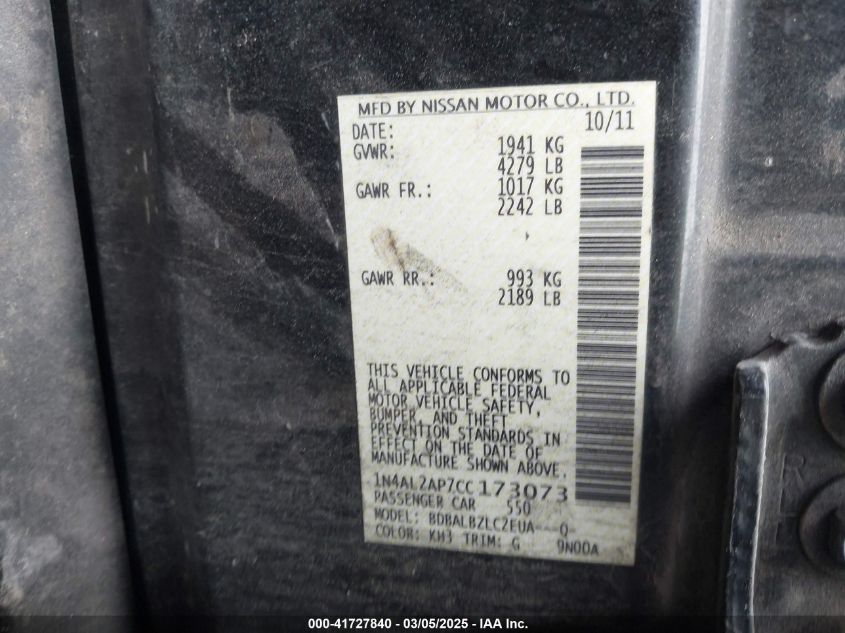 MFD BY NISSAN MOTOR CO., LTD.
DATE: 10/11
GVWR: 1941 KG
4279 LB
GAWR FR.: 1017 KG
2242 LB
GAWR RR.: 993 KG
2189 LB
THIS VEHICLE CONFORMS TO
ALL APPLICABLE FEDERAL
MOTOR VEHICLE SAFETY,
BUMPER, AND THEFT
PREVENTION STANDARDS IN
EFFECT ON THE DATE OF
MANUFACTURE SHOWN ABOVE.
1N4AL2AP7CC173073
PASSENGER CAR 550
MODEL: BDBALBZLC2EUA---0-
COLOR: KH3 TRIM: G 9N00A
000-41727840 - 03/05/2025 - IAA Inc.